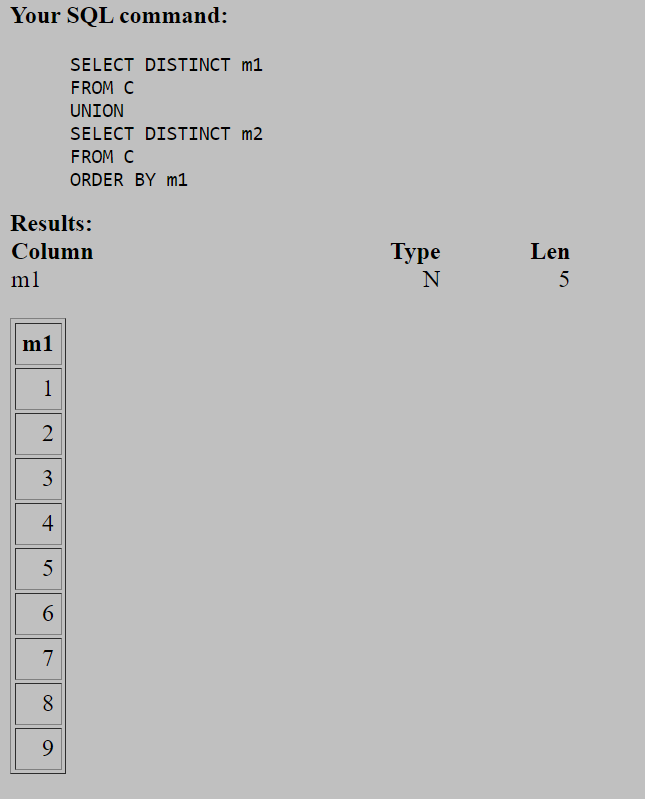 Your SQL command:
SELECT DISTINCT m1
FROM C
UNION
SELECT DISTINCT m2
FROM C
ORDER BY m1
Results:
Column Type Len
m1 N 5
m1
1
2
3
4
5
6
7
8
9